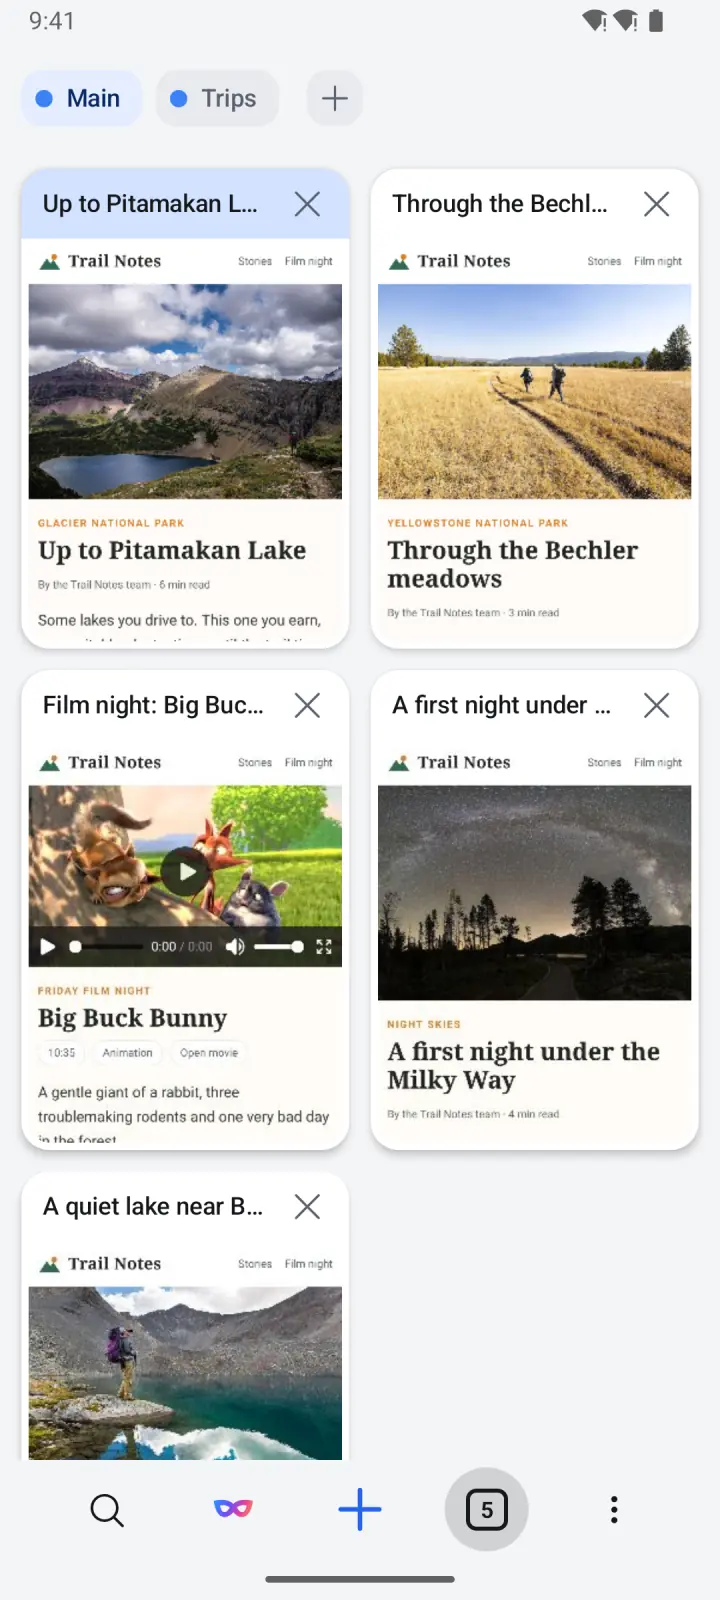 9:41
Main
Trips
Up to Pitamakan L...
Trail Notes
Stories Film night
GLACIER NATIONAL PARK
Up to Pitamakan Lake
By the Trail Notes team · 6 min read
Some lakes you drive to. This one you earn,
Through the Bechl...
Trail Notes
Stories Film night
YELLOWSTONE NATIONAL PARK
Through the Bechler
meadows
By the Trail Notes team · 3 min read
Film night: Big Buc...
Trail Notes
Stories Film night
0:00 / 0:00
FRIDAY FILM NIGHT
Big Buck Bunny
10:35 Animation Open movie
A gentle giant of a rabbit, three
troublemaking rodents and one very bad day
in the forest
A first night under ...
Trail Notes
Stories Film night
NIGHT SKIES
A first night under the
Milky Way
By the Trail Notes team · 4 min read
A quiet lake near B...
Trail Notes
Stories Film night
5